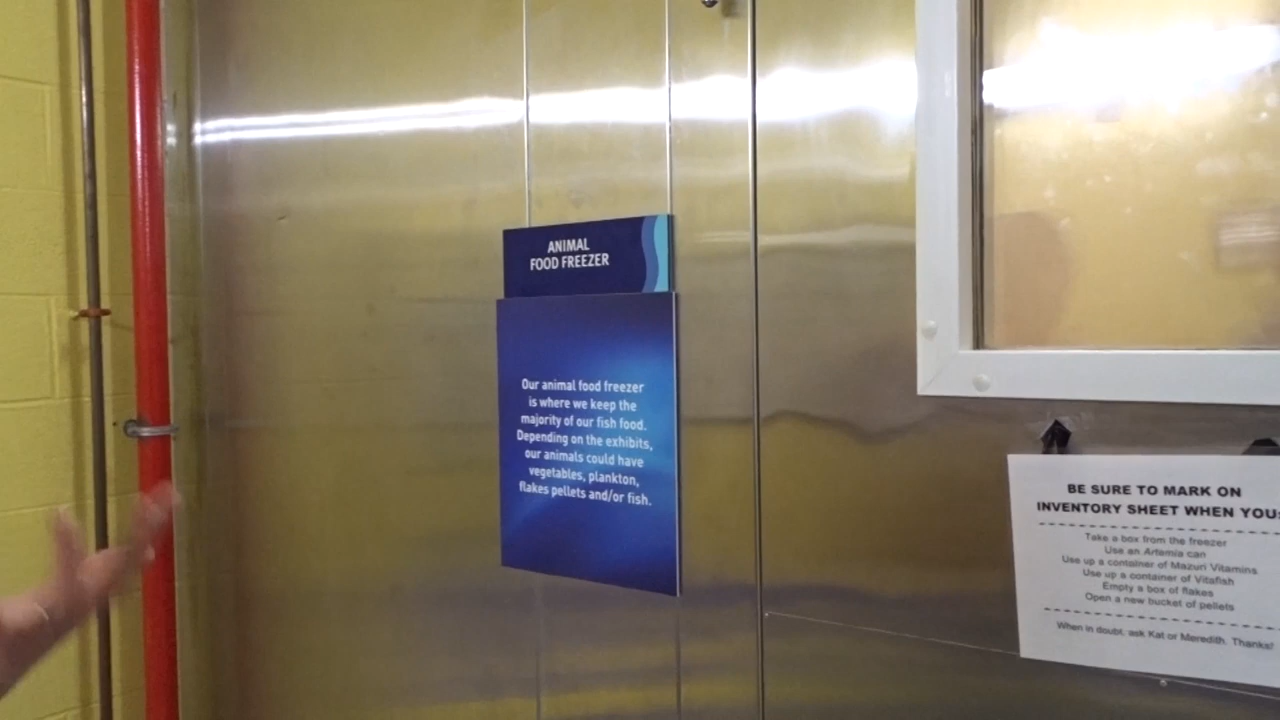 ANIMAL
FOOD FREEZER
Our animal food freezer
is where we keep the
majority of our fish food.
Depending on the exhibits,
our animals could have
vegetables, plankton,
flakes pellets and/or fish.
BE SURE TO MARK ON
INVENTORY SHEET WHEN YOU:
Take a box from the freezer
Use an Artemia can
Use up a container of Mazuri Vitamins
Use up a container of Vitafish
Empty a box of flakes
Open a new bucket of pellets
When in doubt, ask Kat or Meredith. Thanks!